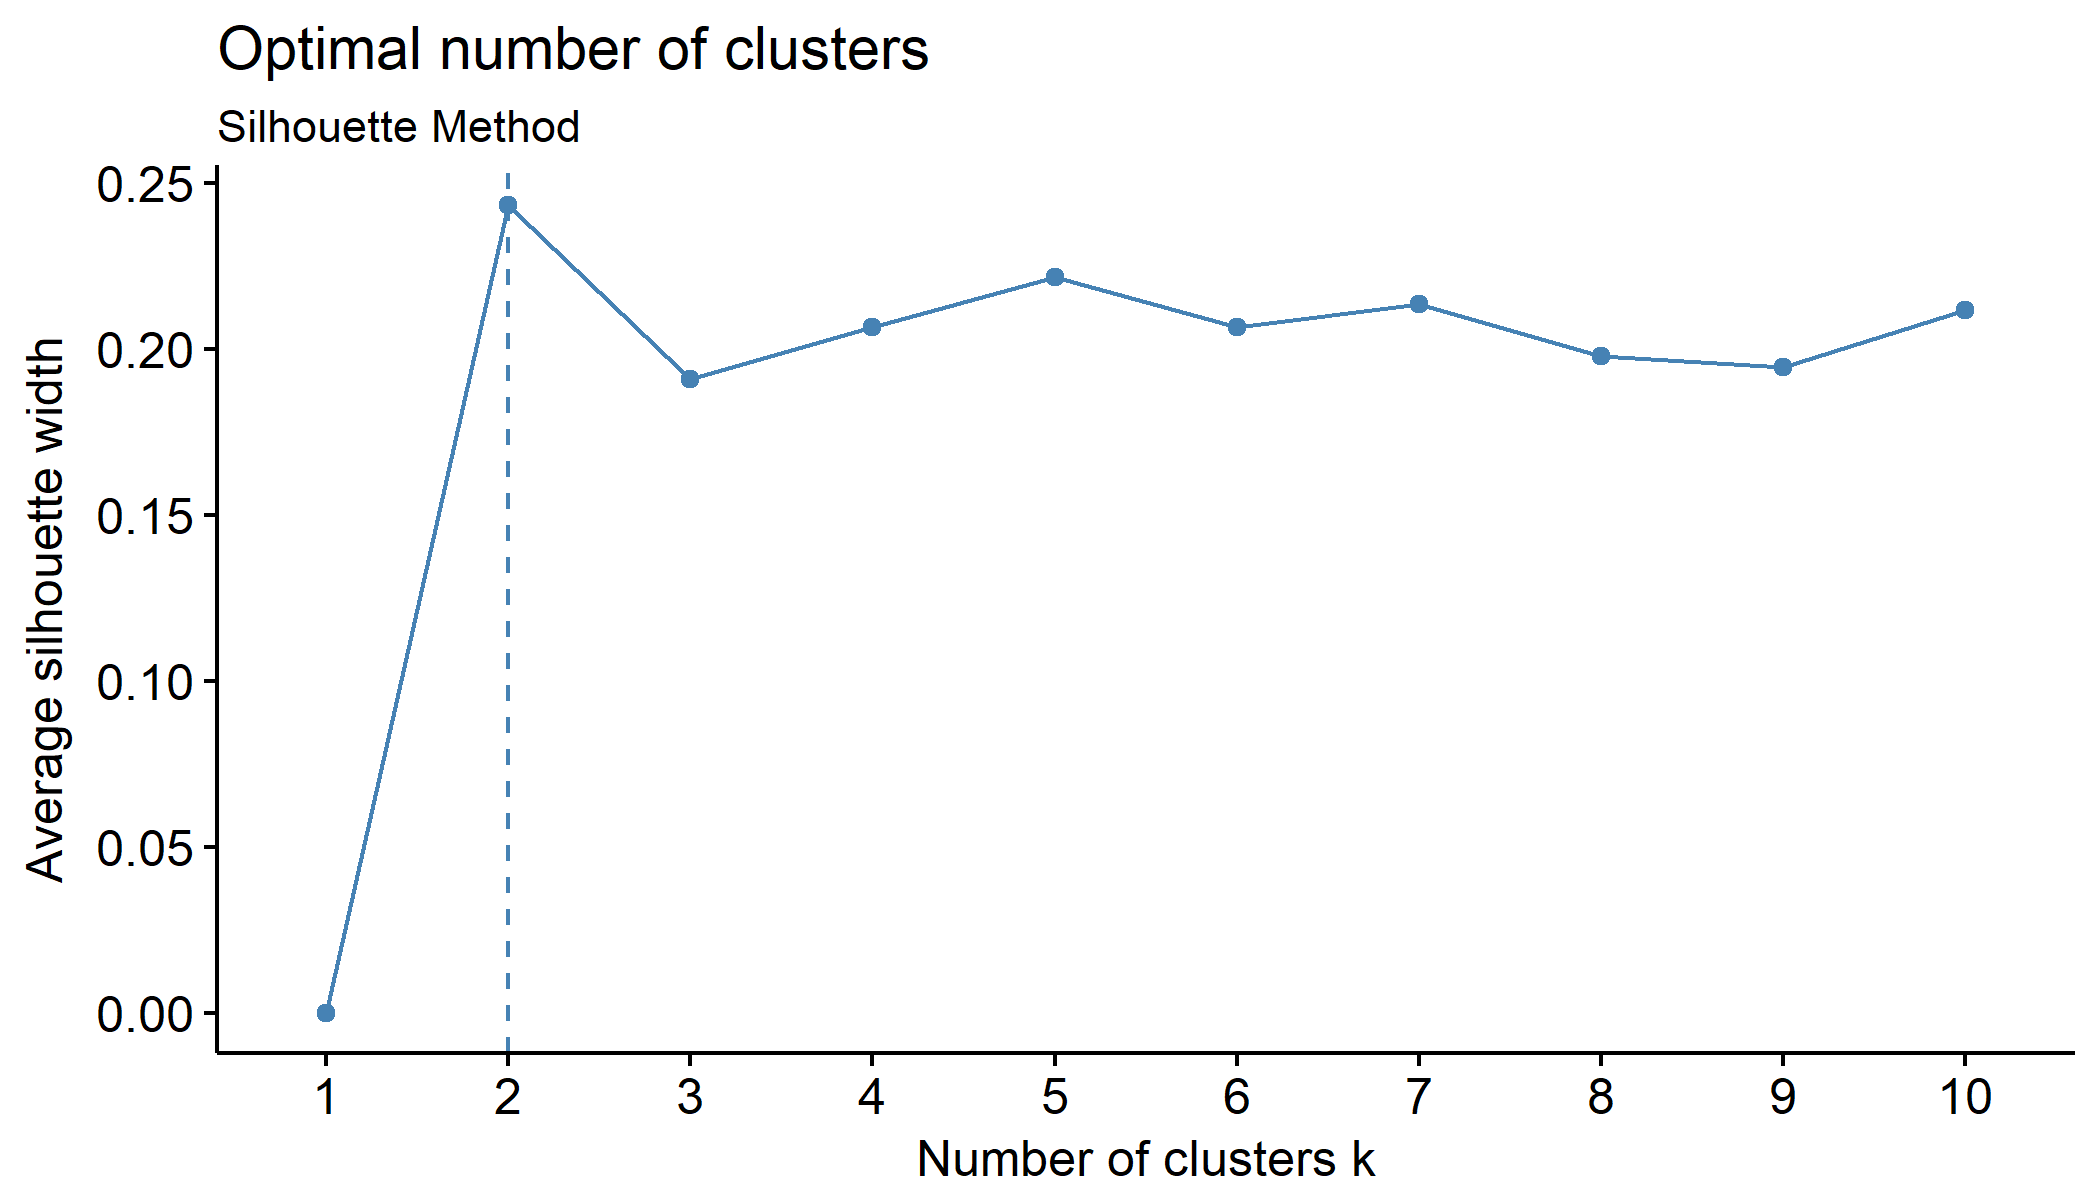 Optimal number of clusters
Silhouette Method
Average silhouette width
0.25
0.20
0.15
0.10
0.05
0.00
1 2 3 4 5 6 7 8 9 10
Number of clusters k